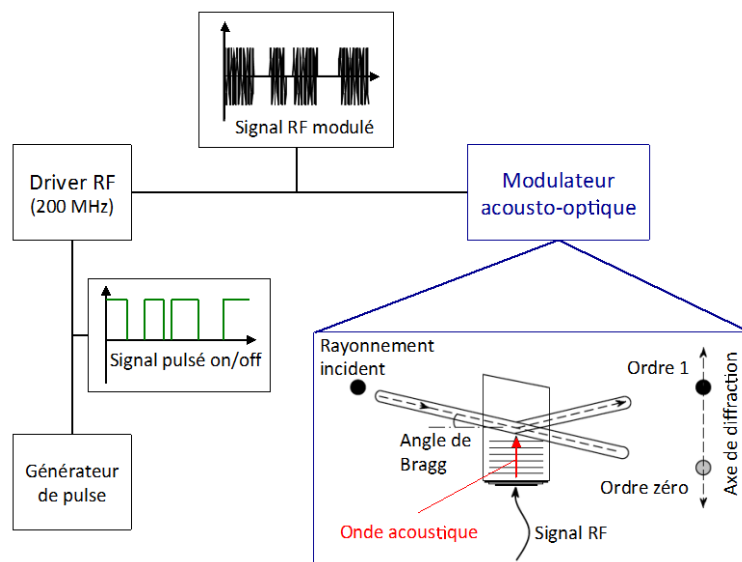 Signal RF modulé
Driver RF
(200 MHz)
Modulateur
acousto-optique
Signal pulsé on/off
Générateur
de pulse
Rayonnement
incident
Ordre 1
Angle de
Bragg
Axe de diffraction
Ordre zéro
Onde acoustique
Signal RF